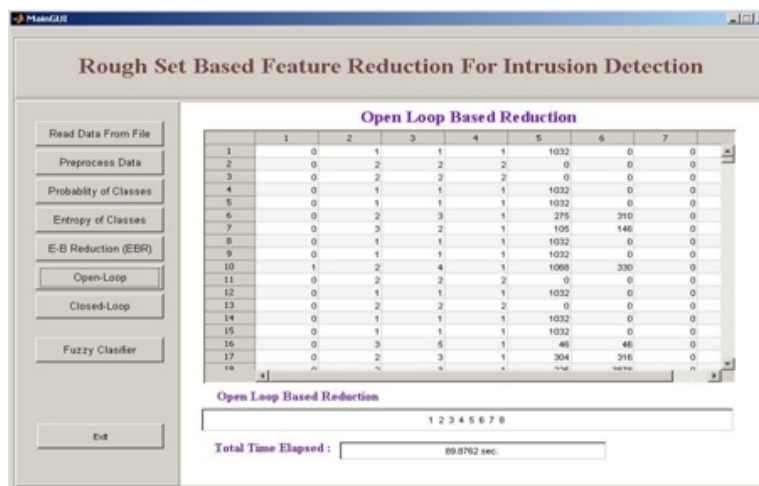 MainGUI
Rough Set Based Feature Reduction For Intrusion Detection
Read Data From File
Preprocess Data
Probablity of Classes
Entropy of Classes
E-B Reduction (EBR)
Open-Loop
Closed-Loop
Fuzzy Clasifier
Exit
Open Loop Based Reduction
1 2 3 4 5 6 7
1 0 1 1 1 1032 0 0
2 0 2 2 2 0 0 0
3 0 2 2 2 0 0 0
4 0 1 1 1 1032 0 0
5 0 1 1 1 1032 0 0
6 0 2 3 1 275 310 0
7 0 3 2 1 105 146 0
8 0 1 1 1 1032 0 0
9 0 1 1 1 1032 0 0
10 1 2 4 1 1068 330 0
11 0 2 2 2 0 0 0
12 0 1 1 1 1032 0 0
13 0 2 2 2 0 0 0
14 0 1 1 1 1032 0 0
15 0 1 1 1 1032 0 0
16 0 3 5 1 46 46 0
17 0 2 3 1 304 316 0
18 0
Open Loop Based Reduction
1 2 3 4 5 6 7 8
Total Time Elapsed :
89.8762 sec.